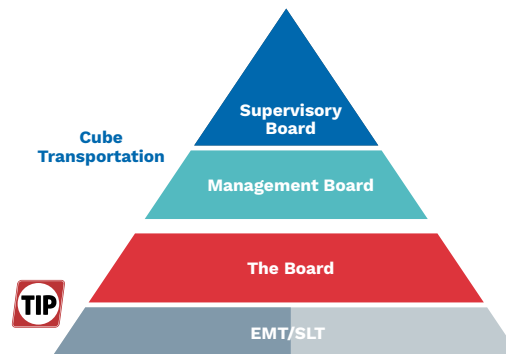 Supervisory
Board
Cube
Transportation
Management Board
The Board
TIP
EMT/SLT